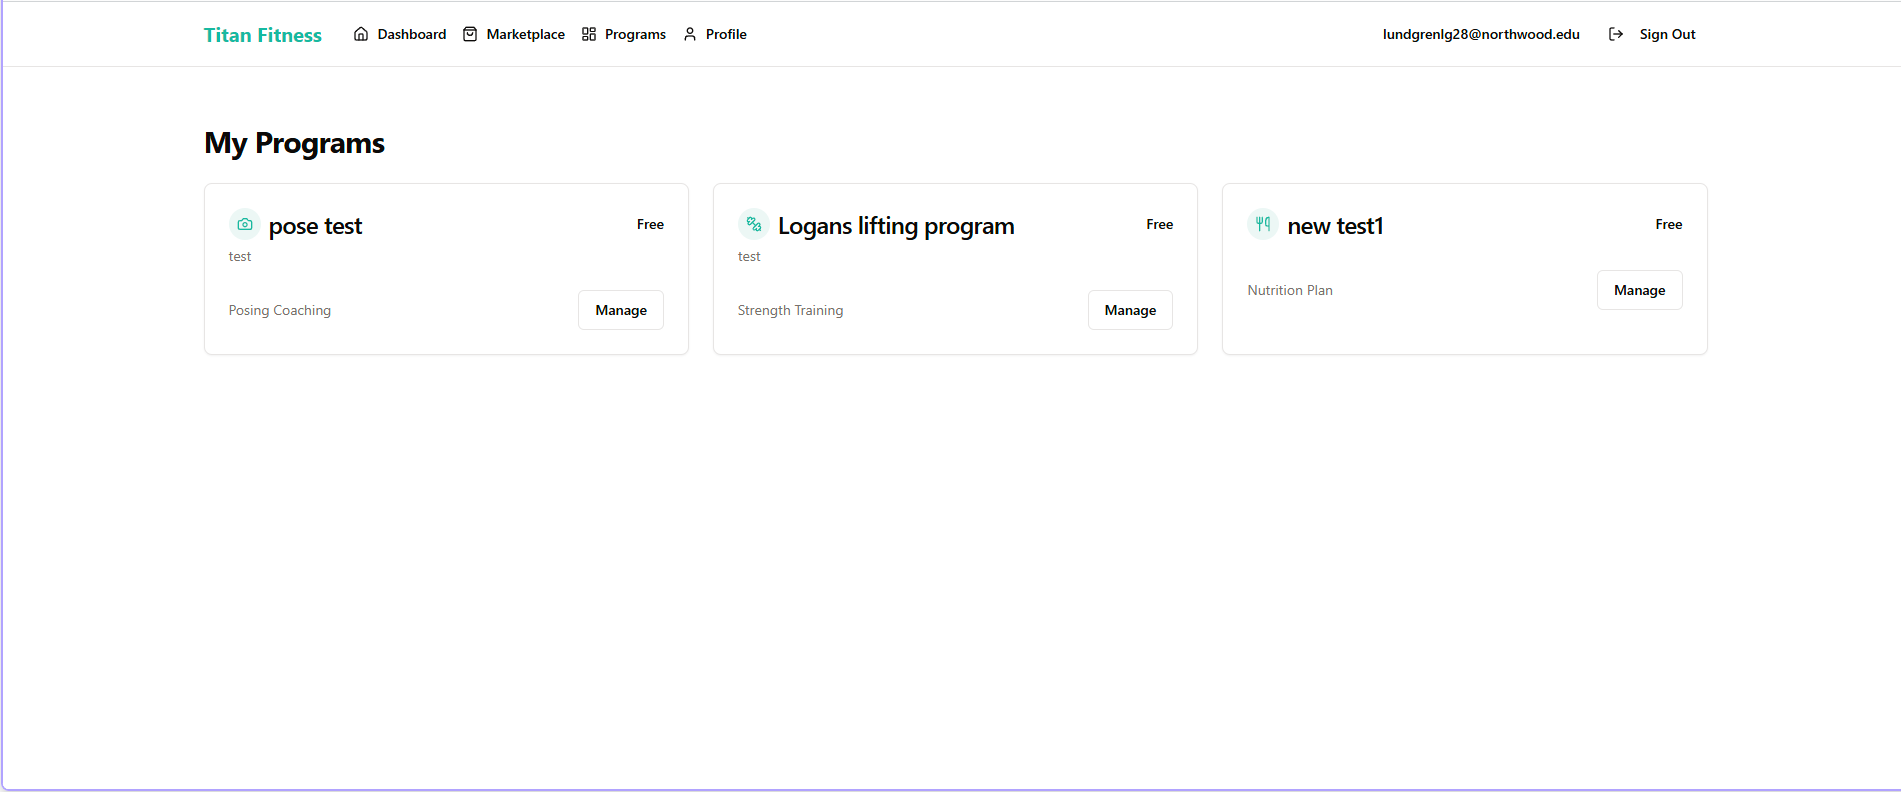 Titan Fitness Dashboard Marketplace Programs Profile lundgrenlg28@northwood.edu Sign Out
My Programs
pose test Free
test
Posing Coaching Manage
Logans lifting program Free
test
Strength Training Manage
new test1 Free
Nutrition Plan Manage